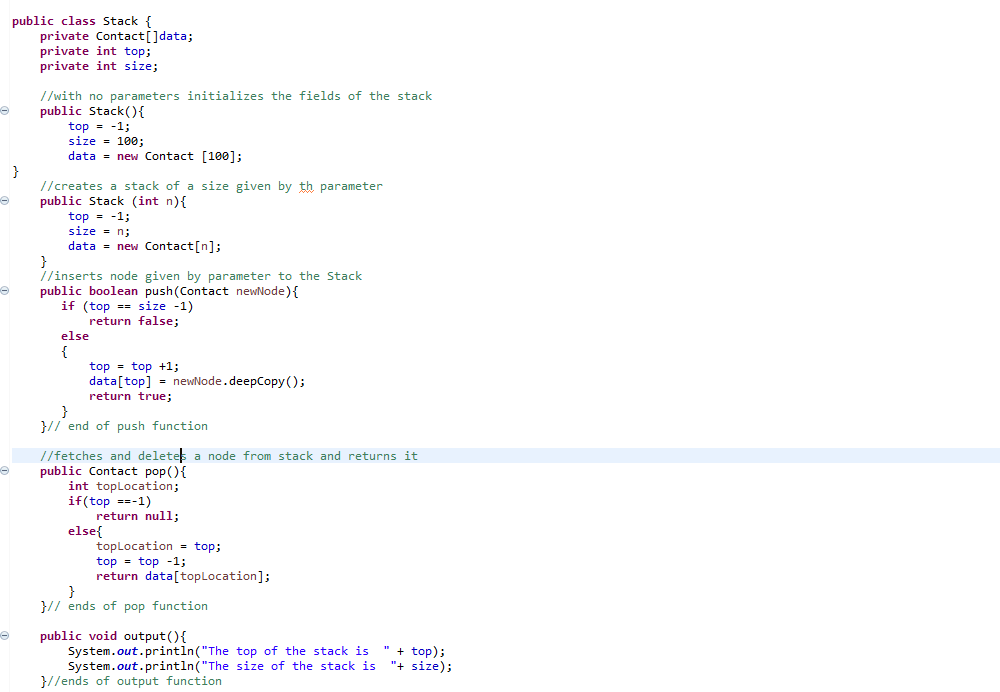 public class Stack {
    private Contact[]data;
    private int top;
    private int size;

    //with no parameters initializes the fields of the stack
    public Stack(){
        top = -1;
        size = 100;
        data = new Contact [100];
}
    //creates a stack of a size given by th parameter
    public Stack (int n){
        top = -1;
        size = n;
        data = new Contact[n];
    }
    //inserts node given by parameter to the Stack
    public boolean push(Contact newNode){
       if (top == size -1)
           return false;
       else
       {
           top = top +1;
           data[top] = newNode.deepCopy();
           return true;
       }
    }// end of push function

    //fetches and deletes a node from stack and returns it
    public Contact pop(){
        int topLocation;
        if(top ==-1)
            return null;
        else{
            topLocation = top;
            top = top -1;
            return data[topLocation];
        }
    }// ends of pop function

    public void output(){
        System.out.println("The top of the stack is  " + top);
        System.out.println("The size of the stack is  "+ size);
    }//ends of output function